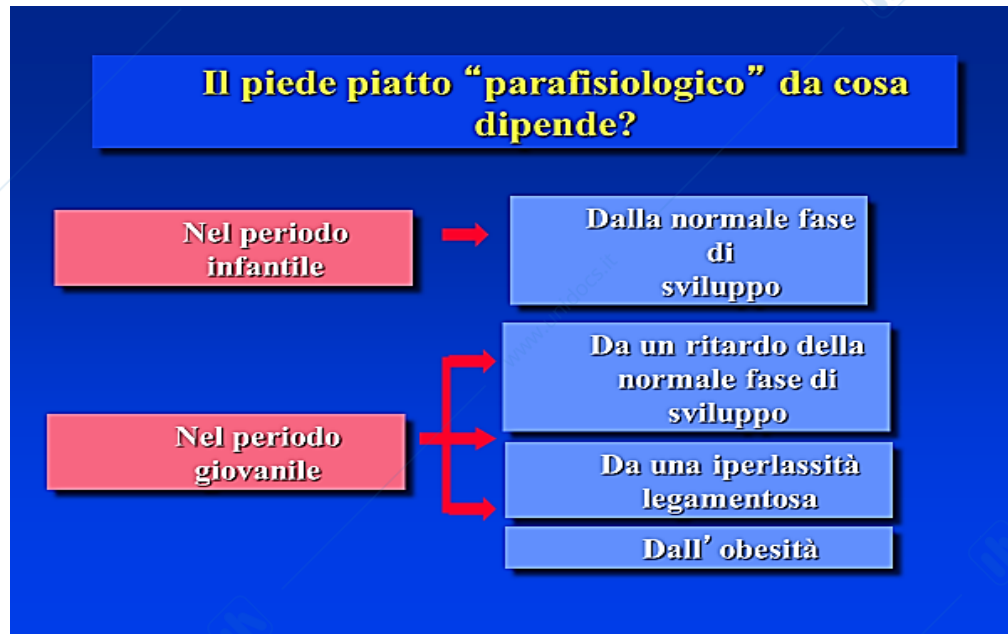 Il piede piatto “parafisiologico” da cosa
dipende?
Nel periodo
infantile
Dalla normale fase
di
sviluppo
Nel periodo
giovanile
Da un ritardo della
normale fase di
sviluppo
Da una iperlassità
legamentosa
Dall’ obesità